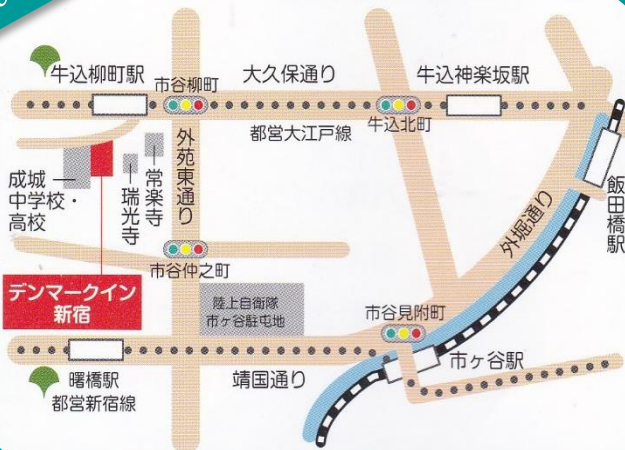 牛込柳町駅
市谷柳町
大久保通り
牛込神楽坂駅
都営大江戸線
牛込北町
外苑東通り
常楽寺
瑞光寺
成城
中学校・
高校
飯田橋駅
外堀通り
市谷仲之町
デンマークイン
新宿
陸上自衛隊
市ヶ谷駐屯地
市谷見附町
市ヶ谷駅
曙橋駅
都営新宿線
靖国通り